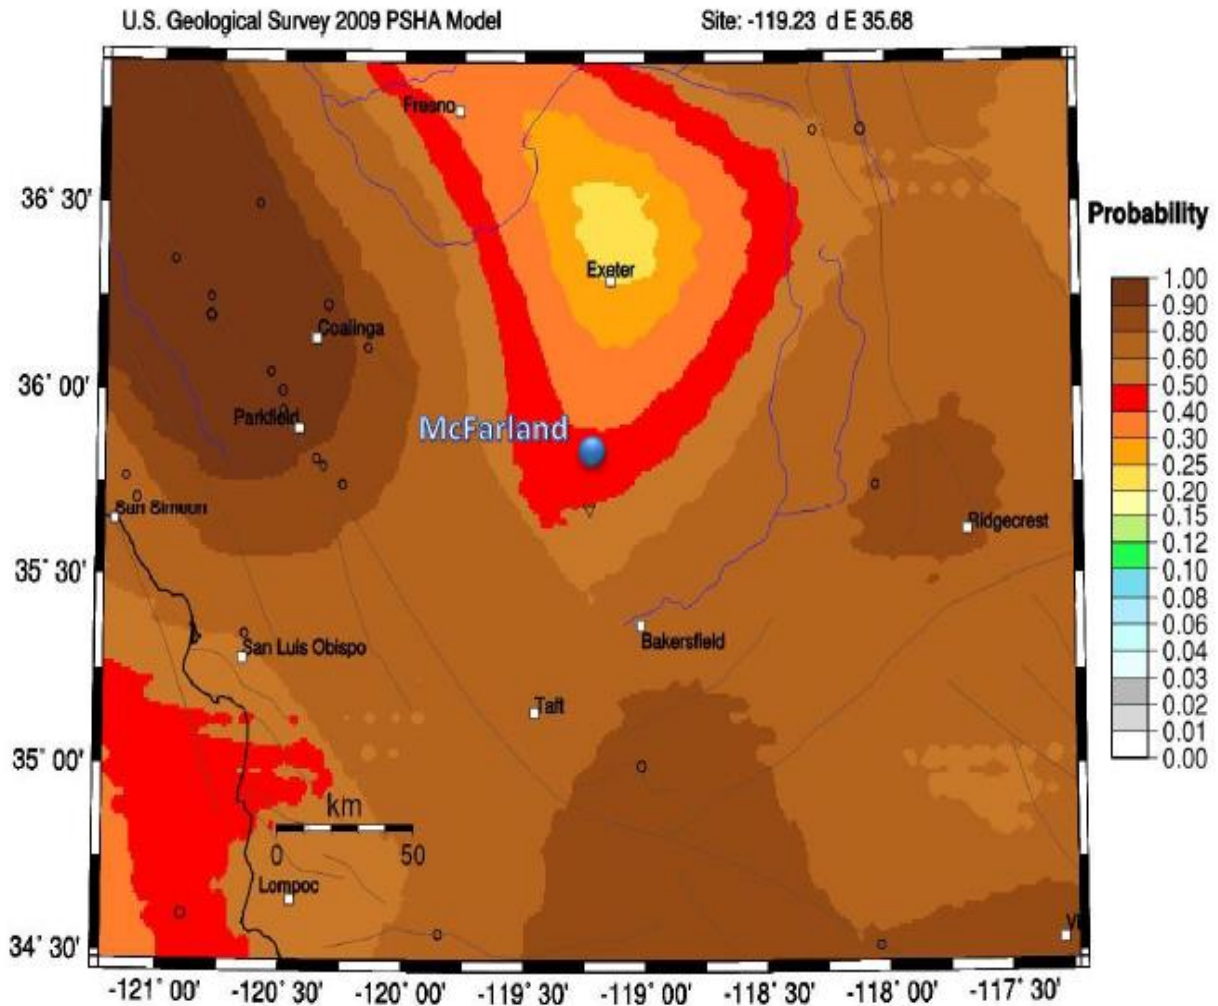 U.S. Geological Survey 2009 PSHA Model
Site: -119.23 d E 35.68
Fresno
36° 30'
Probability
Exeter
1.00
0.90
0.80
0.60
0.50
0.40
0.30
0.25
0.20
0.15
0.12
0.10
0.08
0.06
0.04
0.03
0.02
0.01
0.00
Coalinga
36° 00'
Parkfield
McFarland
San Simeon
Ridgecrest
35° 30'
San Luis Obispo
Bakersfield
Taft
35° 00'
km
0 50
Lompoc
34° 30'
-121° 00' -120° 30' -120° 00' -119° 30' -119° 00' -118° 30' -118° 00' -117° 30'